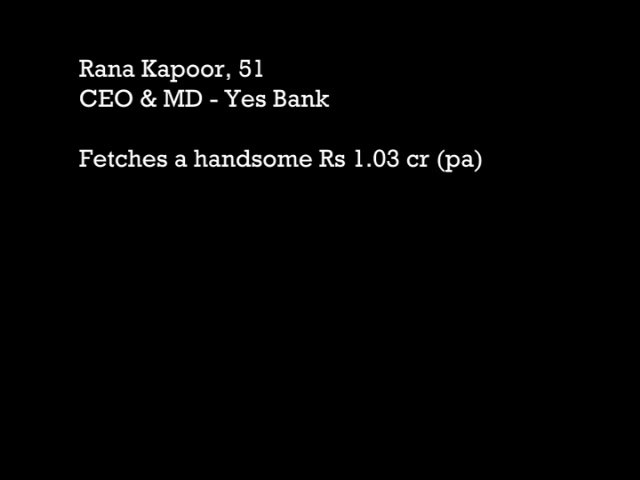 Rana Kapoor, 51
CEO & MD - Yes Bank
Fetches a handsome Rs 1.03 cr (pa)